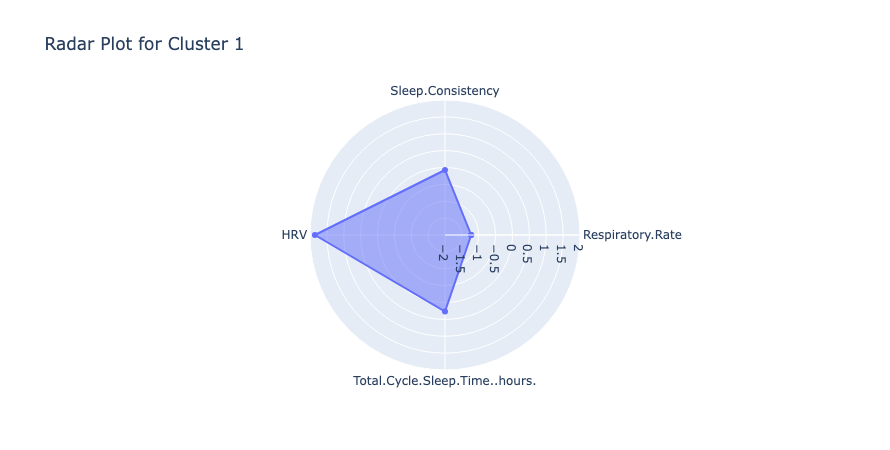 Radar Plot for Cluster 1
Sleep.Consistency
HRV
Respiratory.Rate
−2
−1.5
−1
−0.5
0
0.5
1
1.5
2
Total.Cycle.Sleep.Time..hours.